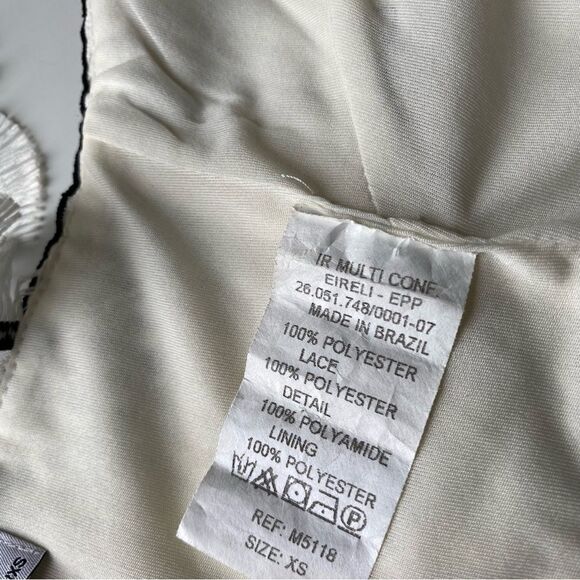 IR MULTI CONF.
EIRELI - EPP
26.051.748/0001-07
MADE IN BRAZIL
100% POLYESTER
LACE
100% POLYESTER
DETAIL
100% POLYAMIDE
LINING
100% POLYESTER
P
REF: M5118
SIZE: XS
XS